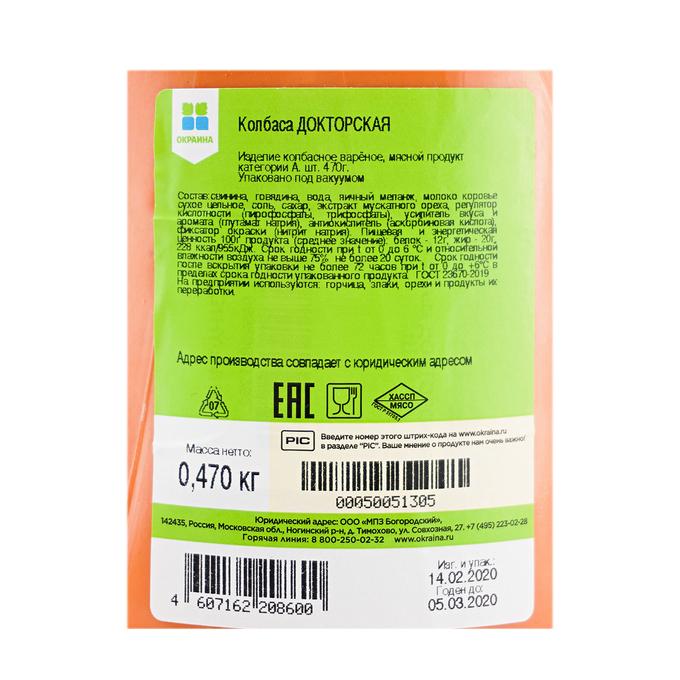 ОКРАИНА
Колбаса ДОКТОРСКАЯ
Изделие колбасное варёное, мясной продукт
категории А. шт. 470г.
Упаковано под вакуумом
Состав:свинина, говядина, вода, яичный меланж, молоко коровье
сухое цельное, соль, сахар, экстракт мускатного ореха, регулятор
кислотности (пирофосфаты, трифосфаты), усилитель вкуса и
аромата (глутамат натрия), антиокислитель (аскорбиновая кислота),
фиксатор окраски (нитрит натрия). Пищевая и энергетическая
ценность 100г продукта (среднее значение): белок - 12г, жир - 20г,
228 ккал/955кДж. Срок годности при t от 0 до 6 °С и относительной
влажности воздуха не выше 75% не более 20 суток. Срок годности
после вскрытия упаковки не более 72 часов при t от 0 до +6°С в
пределах срока годности упакованного продукта. ГОСТ 23670-2019
На предприятии используются: горчица, злаки, орехи и продукты их
переработки.
Адрес производства совпадает с юридическим адресом
07
ЕАС
ХАССП
МЯСО
Масса нетто:
0,470 кг
PIC
Введите номер этого штрих-кода на www.okraina.ru
в разделе "PIC". Ваше мнение о продукте нам очень важно!
00050051305
Юридический адрес: ООО «МПЗ Богородский»,
142435, Россия, Московская обл., Ногинский р-н, д. Тимохово, ул. Совхозная, 27. +7 (495) 223-02-28
Горячая линия: 8 800-250-02-32 www.okraina.ru
4 607162 208600
Изг. и упак.:
14.02.2020
Годен до:
05.03.2020